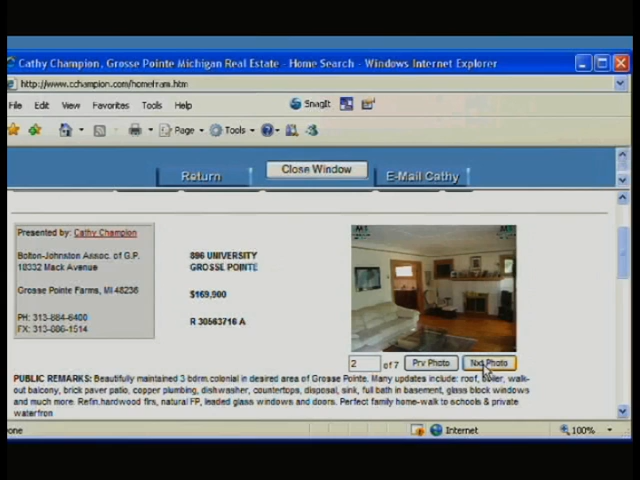 Cathy Champion, Grosse Pointe Michigan Real Estate - Home Search - Windows Internet Explorer
http://www.cchampion.com/homefram.htm
File Edit View Favorites Tools Help SnagIt
Page Tools
Return Close Window E-Mail Cathy
Presented by: Cathy Champion
Bolton-Johnston Assoc. of G.P.
18332 Mack Avenue
Grosse Pointe Farms, MI 48236
PH: 313-884-6400
FX: 313-886-1514
896 UNIVERSITY
GROSSE POINTE
$169,900
R 30563716 A
2 of 7 Prv Photo Nxt Photo
PUBLIC REMARKS: Beautifully maintained 3 bdrm.colonial in desired area of Grosse Pointe. Many updates include: roof, boiler, walk-
out balcony, brick paver patio, copper plumbing, dishwasher, countertops, disposal, sink, full bath in basement, glass block windows
and much more. Refin.hardwood flrs, natural FP, leaded glass windows and doors. Perfect family home-walk to schools & private
waterfron
one Internet 100%